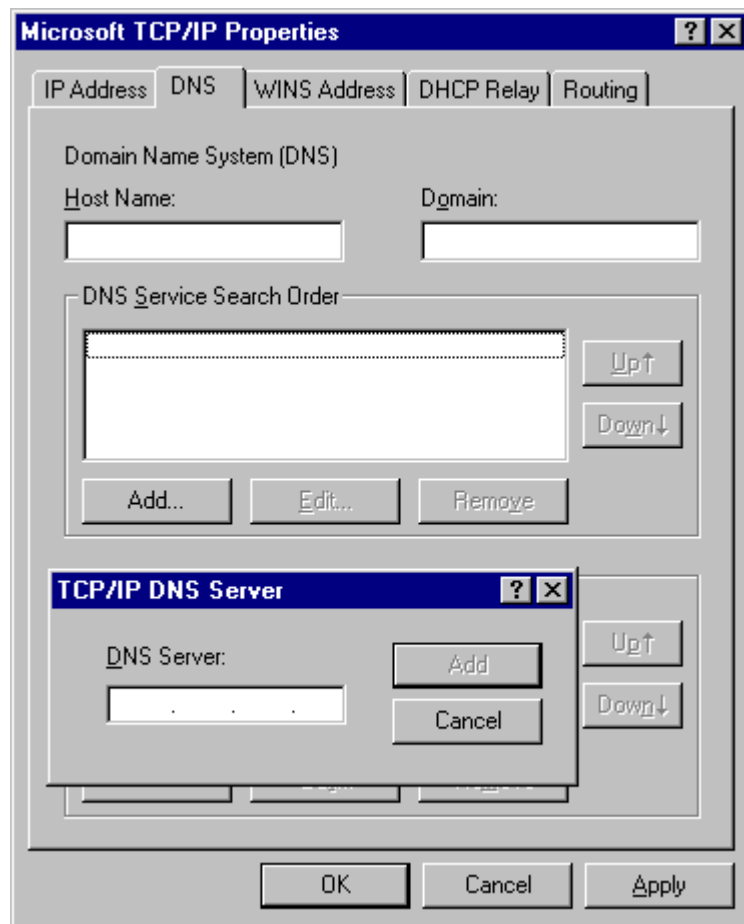 Microsoft TCP/IP Properties
IP Address DNS WINS Address DHCP Relay Routing
Domain Name System (DNS)
Host Name: Domain:
DNS Service Search Order
Up↑
Down↓
Add... Edit... Remove
TCP/IP DNS Server
DNS Server:
Add
. . .
Cancel
Up↑
Down↓
OK Cancel Apply